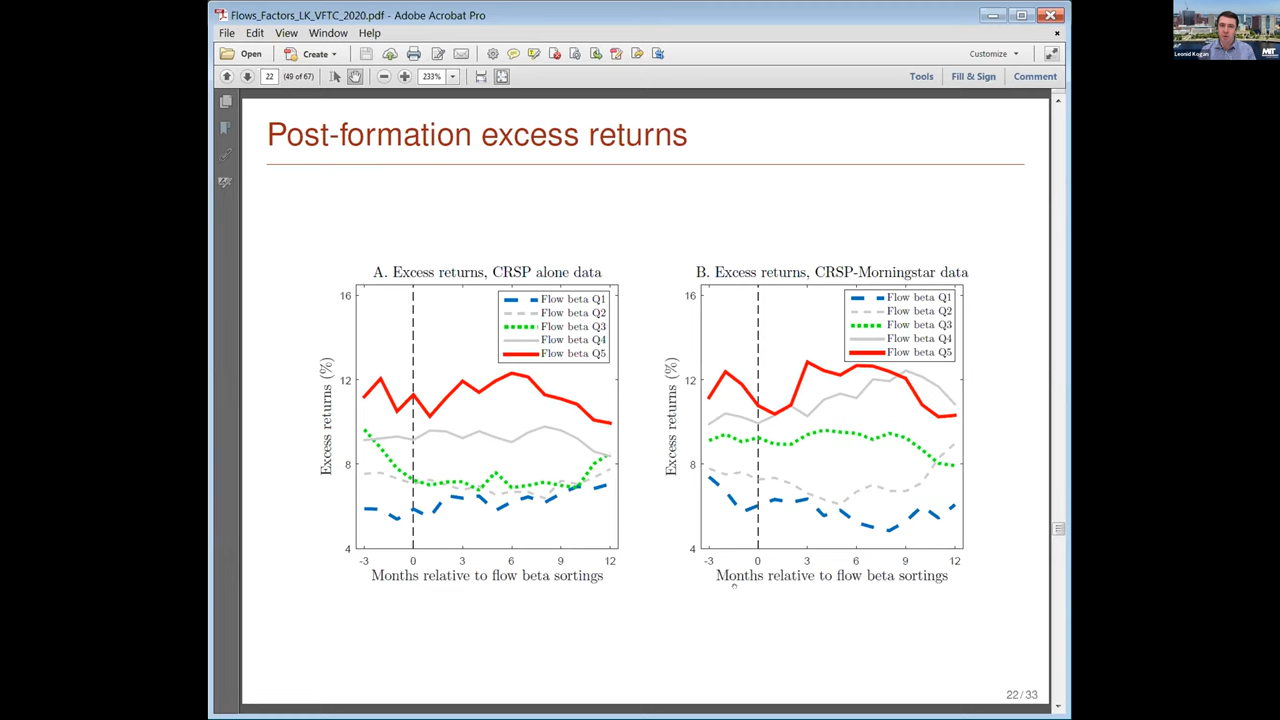 Flows_Factors_LK_VFTC_2020.pdf - Adobe Acrobat Pro
File Edit View Window Help
Open Create Customize
22 (49 of 67) 233% Tools Fill & Sign Comment
Post-formation excess returns
A. Excess returns, CRSP alone data
16
12
8
4
Excess returns (%)
Flow beta Q1
Flow beta Q2
Flow beta Q3
Flow beta Q4
Flow beta Q5
-3 0 3 6 9 12
Months relative to flow beta sortings
B. Excess returns, CRSP-Morningstar data
16
12
8
4
Excess returns (%)
Flow beta Q1
Flow beta Q2
Flow beta Q3
Flow beta Q4
Flow beta Q5
-3 0 3 6 9 12
Months relative to flow beta sortings
22 / 33
Leonid Kogan
MIT